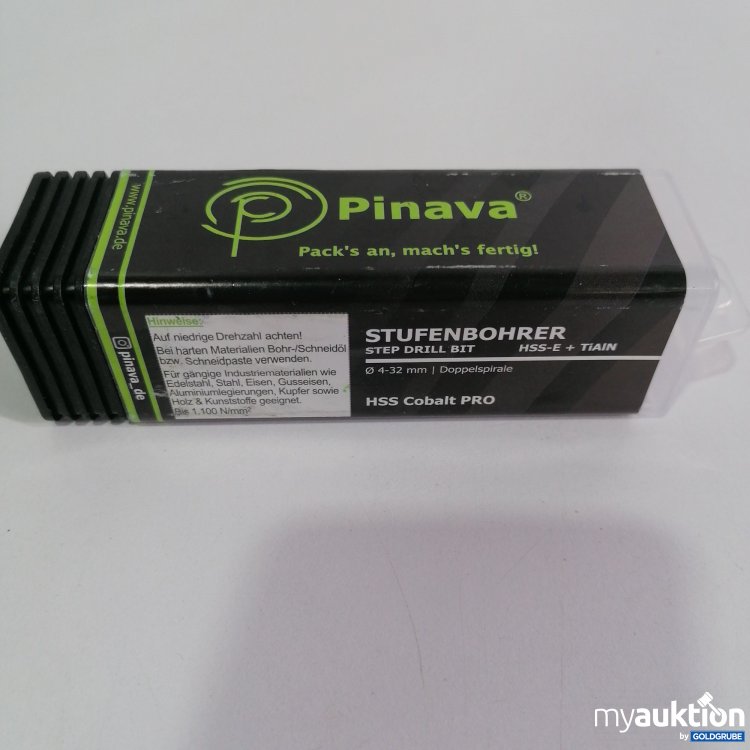 www.pinava.de
Pinava®
Pack's an, mach's fertig!
pinava_de
Hinweise:
Auf niedrige Drehzahl achten!
Bei harten Materialien Bohr-/Schneidöl
bzw. Schneidpaste verwenden.
Für gängige Industriematerialien wie
Edelstahl, Stahl, Eisen, Gusseisen,
Aluminiumlegierungen, Kupfer sowie
Holz & Kunststoffe geeignet.
Bis 1.100 N/mm²
STUFENBOHRER
STEP DRILL BIT HSS-E + TiAlN
Ø 4-32 mm | Doppelspirale
HSS Cobalt PRO
myauktion
by GOLDGRUBE